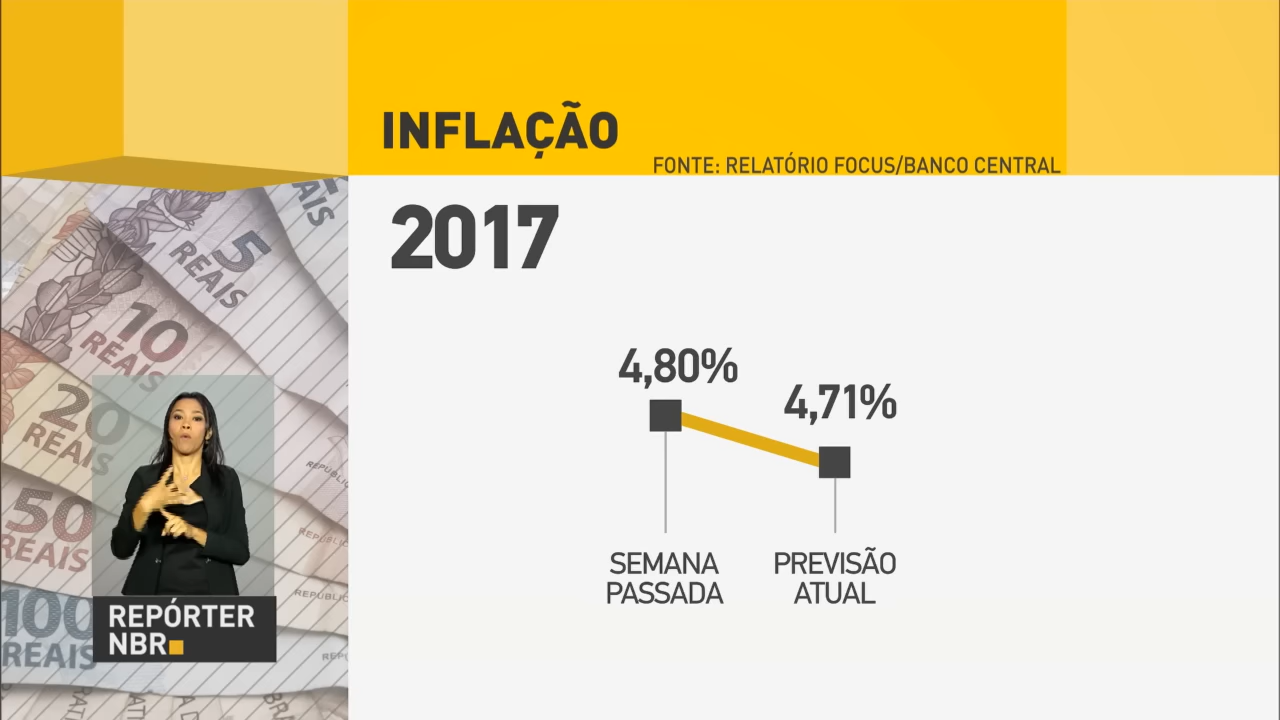 INFLAÇÃO
FONTE: RELATÓRIO FOCUS/BANCO CENTRAL
2017
4,80%
4,71%
SEMANA
PASSADA
PREVISÃO
ATUAL
AIS
5
REAIS
10
REAIS
20
REAIS
50
REAIS
100
REAIS
REPÓRTER
NBR